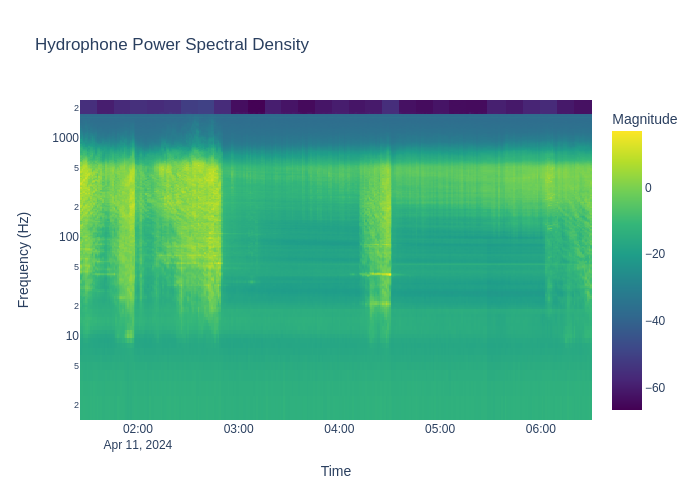 Hydrophone Power Spectral Density
Magnitude
0
−20
−40
−60
2
1000
5
2
100
5
2
10
5
2
Frequency (Hz)
02:00 03:00 04:00 05:00 06:00
Apr 11, 2024
Time